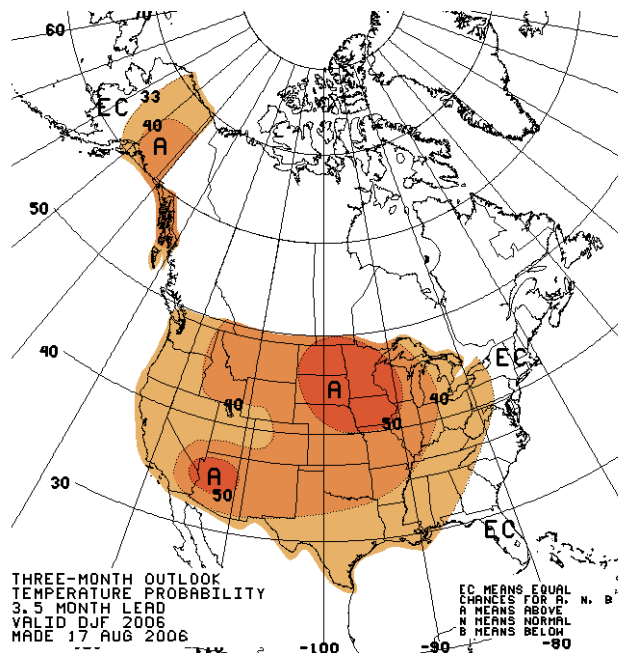 60
70
33
EC
40
A
50
40
EC
A
40
40
50
A
50
30
EC
THREE-MONTH OUTLOOK
TEMPERATURE PROBABILITY
3.5 MONTH LEAD
VALID DJF 2006
MADE 17 AUG 2006
EC MEANS EQUAL
CHANCES FOR A, N, B
A MEANS ABOVE
N MEANS NORMAL
B MEANS BELOW
-100
-90
-80